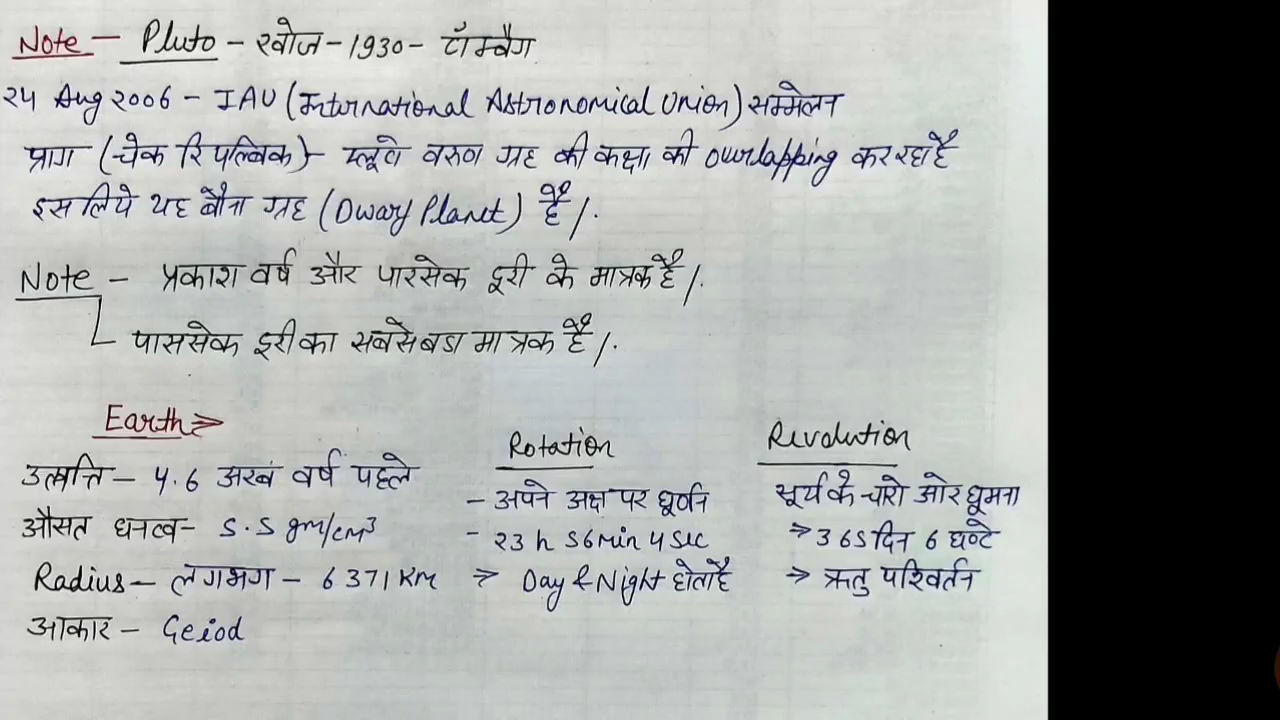 Note - Pluto - खोज - 1930 - टॉम्बैग
24 Aug 2006 - IAU (International Astronomical Union) सम्मेलन
प्राग (चेक रिपल्विक) - प्लूटो वरुण ग्रह की कक्षा को overlapping कर रहा है
इसलिये यह बौना ग्रह (Dwarf Planet) है।.
Note - प्रकाश वर्ष और पारसेक दूरी के मात्रक है।.
पाससेक दूरी का सबसे बडा मात्रक है।.
Earth ⇒
उत्पत्ति - 4.6 अरब वर्ष पहले
औसत घनत्व - 5.5 gm/cm³
Radius - लगभग - 6371 Km
आकार - Geiod
Rotation
- अपने अक्ष पर घूर्णन
- 23 h 56 Min 4 Sec
⇒ Day & Night होता है
Revolution
सूर्य के चारो ओर घूमना
⇒ 365 दिन 6 घण्टे
⇒ ऋतु परिवर्तन